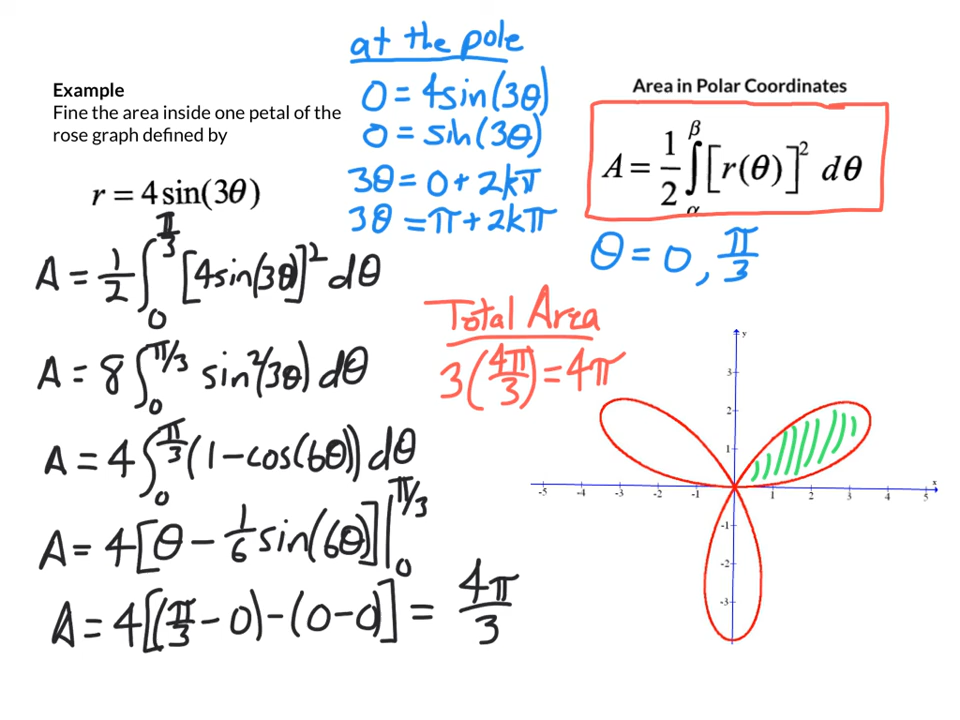 Example
Fine the area inside one petal of the
rose graph defined by
r = 4 sin(3θ)
A = 1/2 ∫_0^{π/3} [4sin(3θ)]^2 dθ
A = 8 ∫_0^{π/3} sin^2(3θ) dθ
A = 4 ∫_0^{π/3} (1-cos(6θ)) dθ
A = 4[θ - 1/6 sin(6θ)]|_0^{π/3}
A = 4[(π/3 - 0) - (0-0)] = 4π/3
at the pole
0 = 4sin(3θ)
0 = sin(3θ)
3θ = 0 + 2kπ
3θ = π + 2kπ
Area in Polar Coordinates
A = 1/2 ∫_α^β [r(θ)]^2 dθ
θ = 0, π/3
Total Area
3(4π/3) = 4π
y
3
2
1
-5 -4 -3 -2 -1 1 2 3 4 5 x
-1
-2
-3